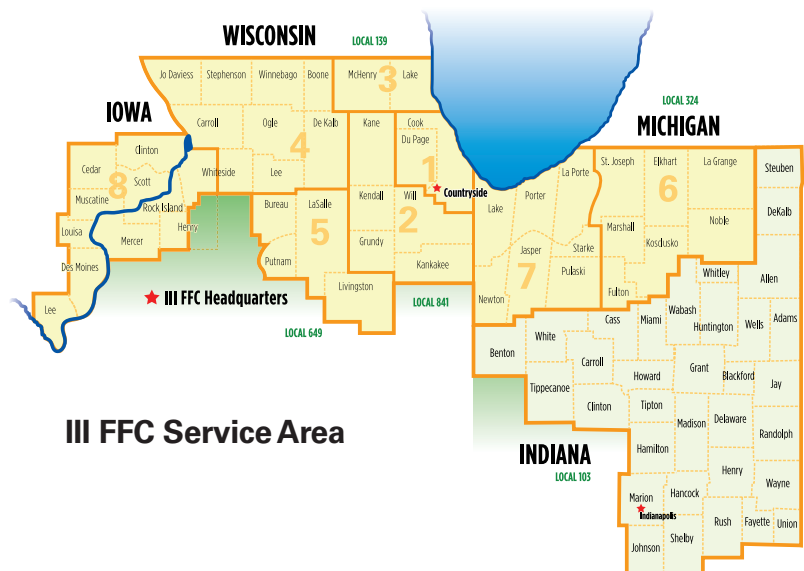 WISCONSIN
LOCAL 139
LOCAL 324
MICHIGAN
IOWA
Jo Daviess
Stephenson
Winnebago
Boone
McHenry
Lake
3
Carroll
Ogle
De Kalb
4
Lee
Whiteside
Kane
Cook
Du Page
1
Countryside
Kendall
Will
2
Grundy
Kankakee
Clinton
Cedar
8
Scott
Muscatine
Rock Island
Louisa
Mercer
Henry
Des Moines
Lee
Bureau
LaSalle
5
Putnam
Livingston
III FFC Headquarters
LOCAL 841
LOCAL 649
Lake
Porter
La Porte
Jasper
Starke
7
Pulaski
Newton
St. Joseph
Elkhart
La Grange
6
Marshall
Kosclusko
Noble
Fulton
Steuben
DeKalb
Whitley
Allen
Benton
White
Cass
Miami
Wabash
Huntington
Wells
Adams
Carroll
Tippecanoe
Howard
Grant
Blackford
Jay
Clinton
Tipton
Madison
Delaware
Randolph
Hamilton
Henry
Wayne
Marion
Indianapolis
Hancock
Rush
Fayette
Union
Johnson
Shelby
III FFC Service Area
INDIANA
LOCAL 103